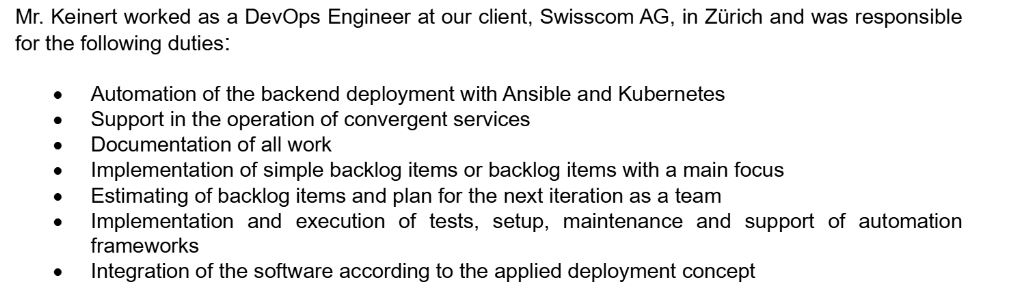 Mr. Keinert worked as a DevOps Engineer at our client, Swisscom AG, in Zürich and was responsible
for the following duties:
• Automation of the backend deployment with Ansible and Kubernetes
• Support in the operation of convergent services
• Documentation of all work
• Implementation of simple backlog items or backlog items with a main focus
• Estimating of backlog items and plan for the next iteration as a team
• Implementation and execution of tests, setup, maintenance and support of automation
frameworks
• Integration of the software according to the applied deployment concept